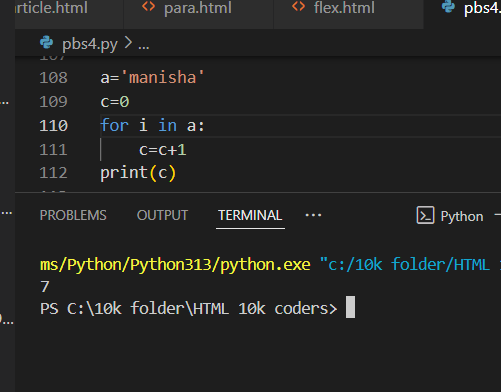 rticle.html para.html flex.html pbs4.
pbs4.py > ...
108 a='manisha'
109 c=0
110 for i in a:
111 c=c+1
112 print(c)
PROBLEMS OUTPUT TERMINAL ... Python
ms/Python/Python313/python.exe "c:/10k folder/HTML
7
PS C:\10k folder\HTML 10k coders>